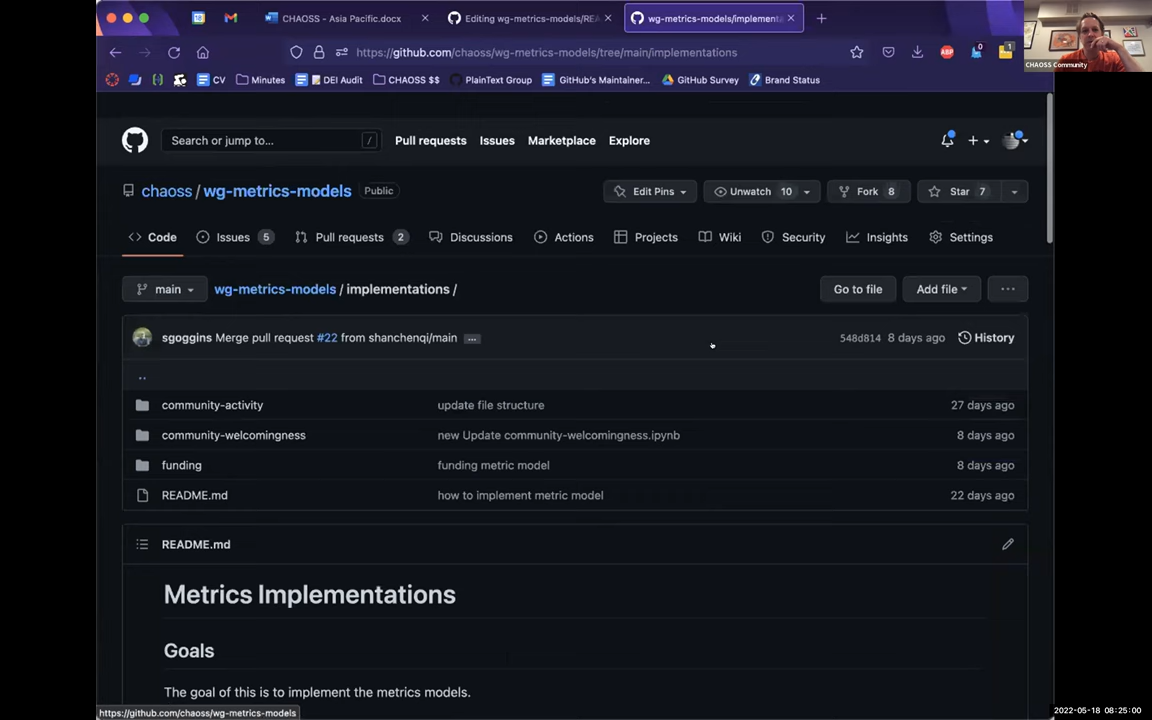 CHAOSS - Asia Pacific.docx
Editing wg-metrics-models/REA
wg-metrics-models/implementa
https://github.com/chaoss/wg-metrics-models/tree/main/implementations
CV
Minutes
DEI Audit
CHAOSS $$
PlainText Group
GitHub's Maintainer...
GitHub Survey
Brand Status
CHAOSS Community
Search or jump to...
/
Pull requests
Issues
Marketplace
Explore
chaoss / wg-metrics-models
Public
Edit Pins
Unwatch 10
Fork 8
Star 7
Code
Issues 5
Pull requests 2
Discussions
Actions
Projects
Wiki
Security
Insights
Settings
main
wg-metrics-models / implementations /
Go to file
Add file
...
sgoggins Merge pull request #22 from shanchenqi/main ...
548d814 8 days ago
History
..
community-activity update file structure 27 days ago
community-welcomingness new Update community-welcomingness.ipynb 8 days ago
funding funding metric model 8 days ago
README.md how to implement metric model 22 days ago
README.md
Metrics Implementations
Goals
The goal of this is to implement the metrics models.
https://github.com/chaoss/wg-metrics-models
2022-05-18 08:25:00